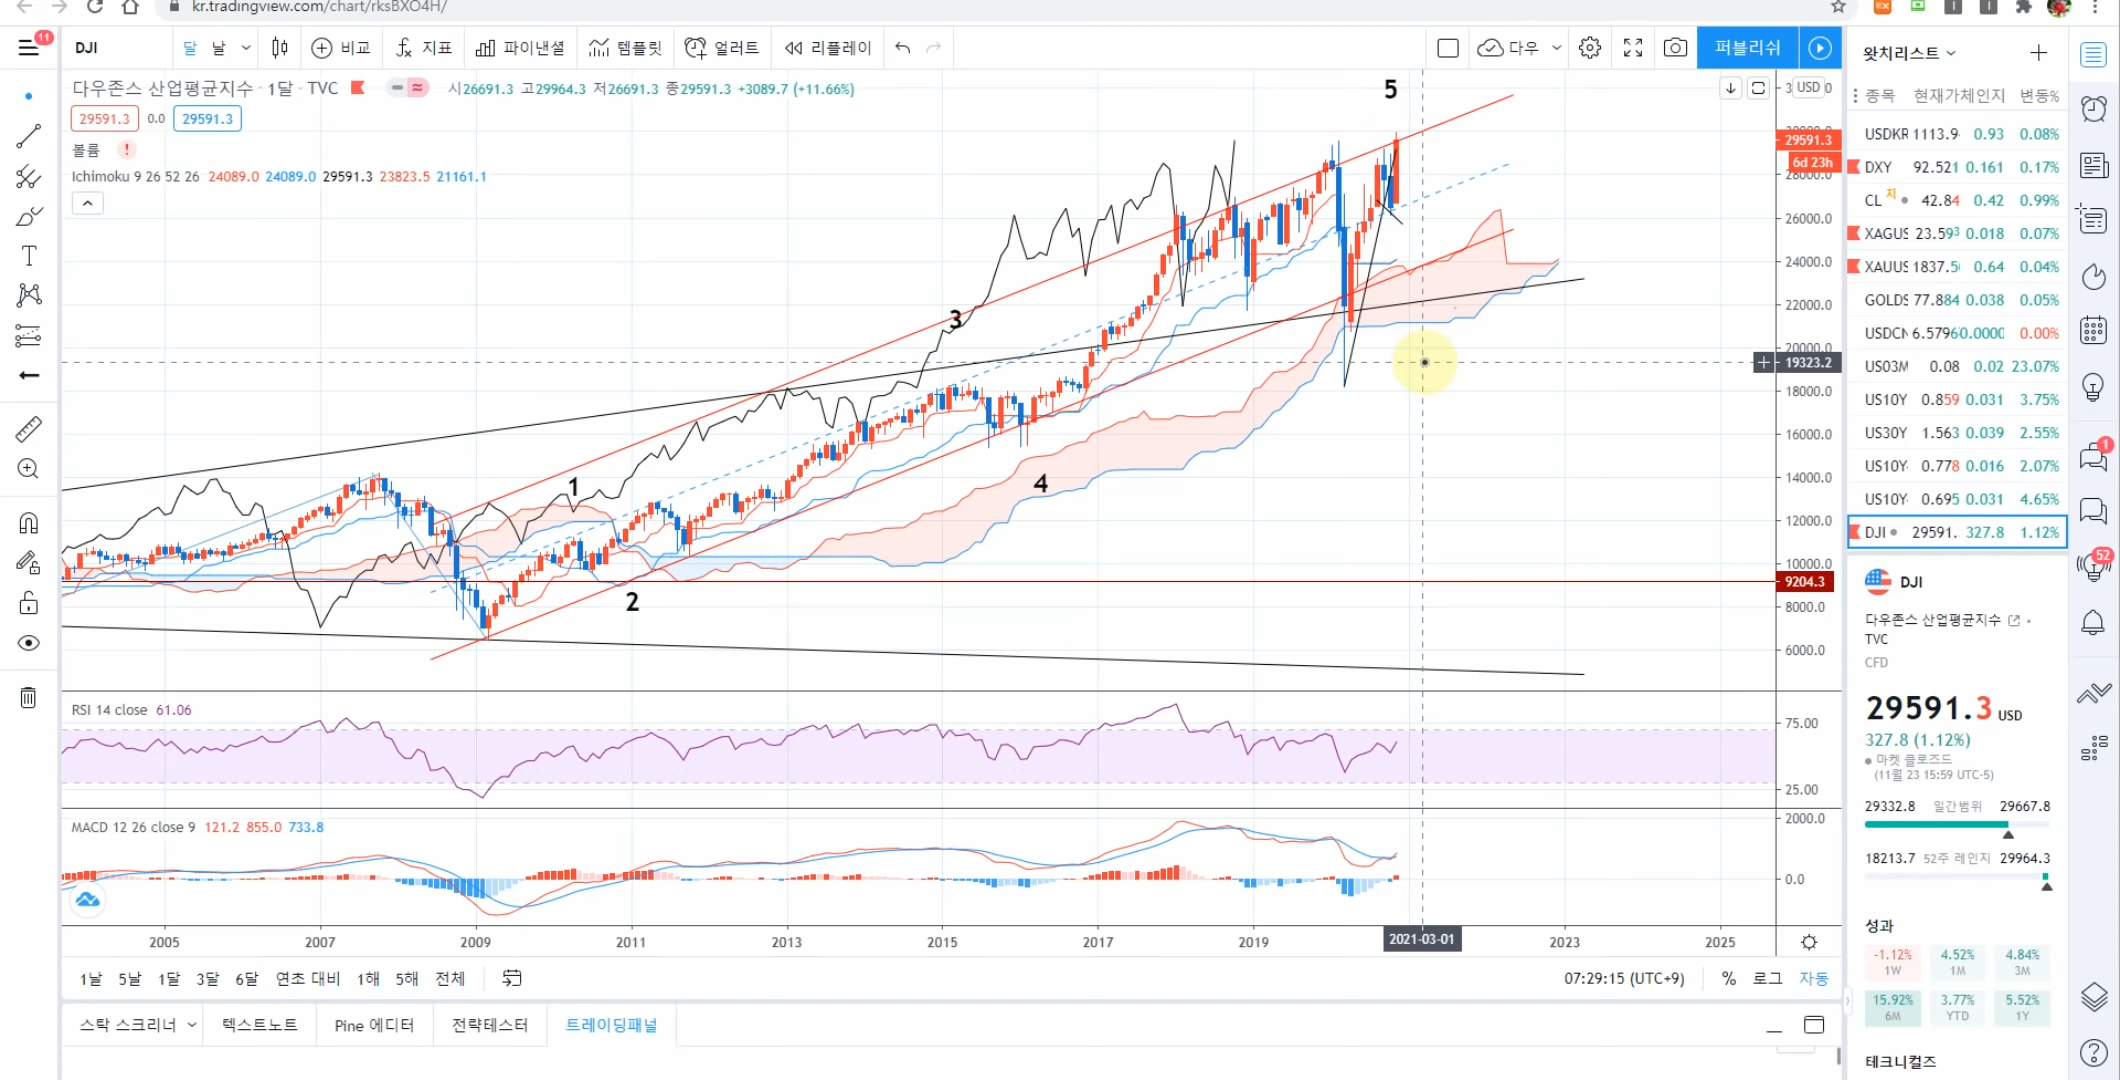 kr.tradingview.com/chart/rksBXO4H/
11
DJI 달 날 비교 지표 파이낸셜 템플릿 얼러트 리플레이 다우 퍼블리쉬
다우존스 산업평균지수 · 1달 · TVC 시26691.3 고29964.3 저26691.3 종29591.3 +3089.7 (+11.66%)
29591.3 0.0 29591.3
볼륨 !
Ichimoku 9 26 52 26 24089.0 24089.0 29591.3 23823.5 21161.1
5
3
1
4
2
USD
29591.3
6d 23h
28000.0
26000.0
24000.0
22000.0
20000.0
19323.2
18000.0
16000.0
14000.0
12000.0
10000.0
9204.3
8000.0
6000.0
RSI 14 close 61.06
75.00
25.00
MACD 12 26 close 9 121.2 855.0 733.8
2000.0
0.0
2005 2007 2009 2011 2013 2015 2017 2019 2021-03-01 2023 2025
1날 5날 1달 3달 6달 연초 대비 1해 5해 전체 07:29:15 (UTC+9) % 로그 자동
스탁 스크리너 텍스트노트 Pine 에디터 전략테스터 트레이딩패널
왓치리스트
종목 현재가 체인지 변동%
USDKR 1113.9 0.93 0.08%
DXY 92.521 0.161 0.17%
CL 지 42.84 0.42 0.99%
XAGUS 23.593 0.018 0.07%
XAUUS 1837.5 0.64 0.04%
GOLDS 77.884 0.038 0.05%
USDCN 6.5796 0.0000 0.00%
US03M 0.08 0.02 23.07%
US10Y 0.859 0.031 3.75%
US30Y 1.563 0.039 2.55%
US10Y- 0.778 0.016 2.07%
US10Y- 0.695 0.031 4.65%
DJI 29591. 327.8 1.12%
DJI
다우존스 산업평균지수
TVC
CFD
29591.3 USD
327.8 (1.12%)
마켓 클로즈드
(11월 23 15:59 UTC-5)
29332.8 일간범위 29667.8
18213.7 52주 레인지 29964.3
성과
-1.12% 4.52% 4.84%
1W 1M 3M
15.92% 3.77% 5.52%
6M YTD 1Y
테크니컬즈
1
52